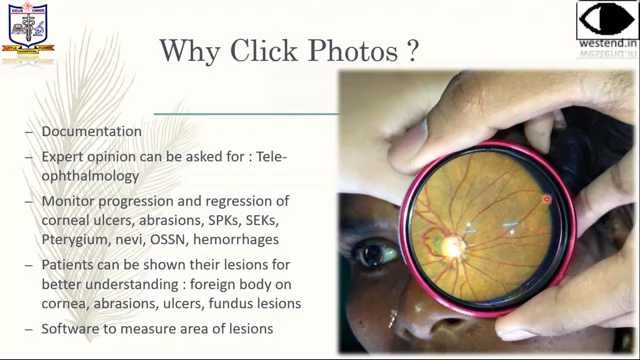 westend.in
Why Click Photos ?
– Documentation
– Expert opinion can be asked for : Tele-
ophthalmology
– Monitor progression and regression of
corneal ulcers, abrasions, SPKs, SEKs,
Pterygium, nevi, OSSN, hemorrhages
– Patients can be shown their lesions for
better understanding : foreign body on
cornea, abrasions, ulcers, fundus lesions
– Software to measure area of lesions